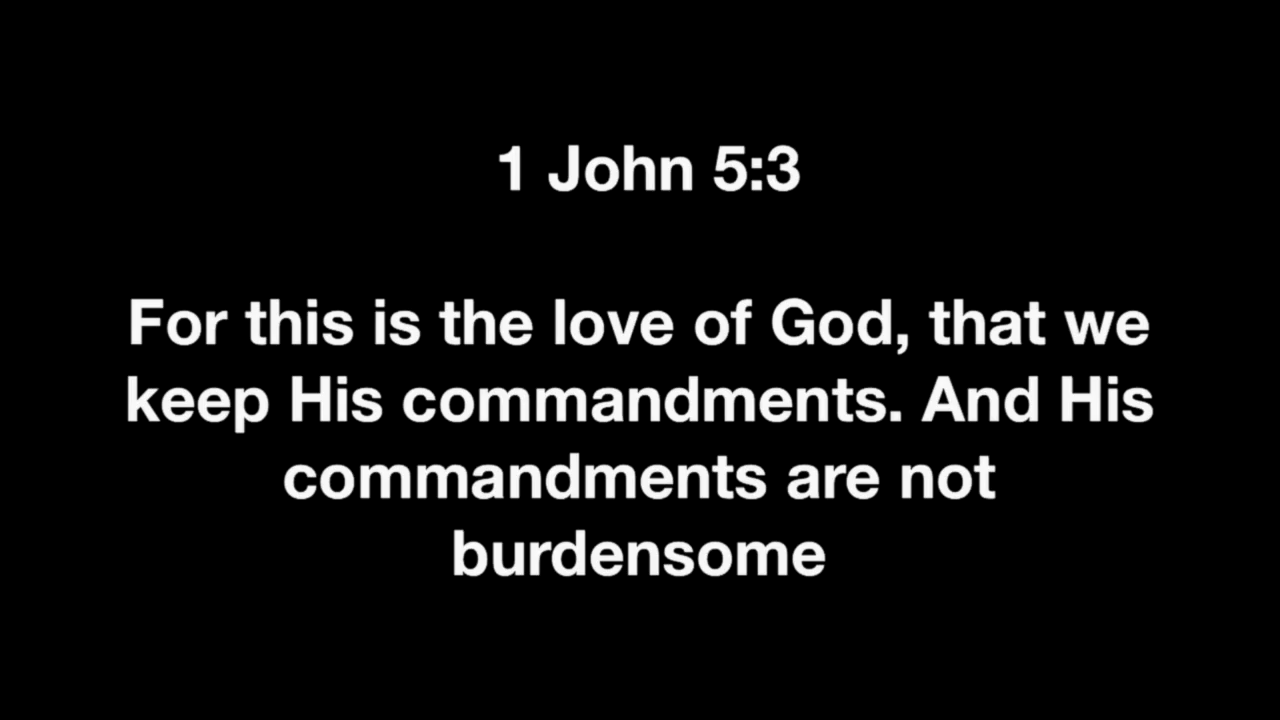 1 John 5:3
For this is the love of God, that we
keep His commandments. And His
commandments are not
burdensome